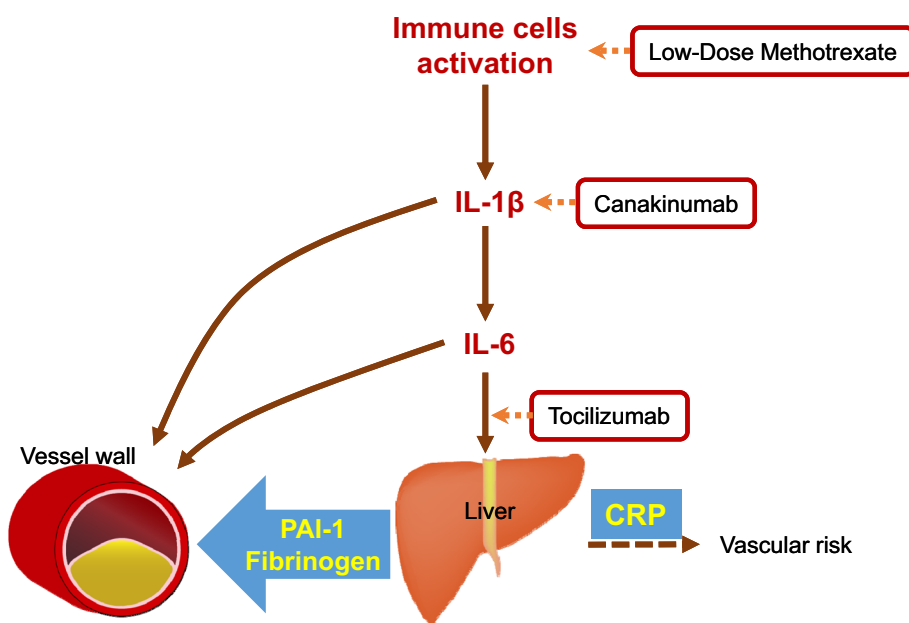 Immune cells
activation
Low-Dose Methotrexate
IL-1β
Canakinumab
IL-6
Tocilizumab
Vessel wall
PAI-1
Fibrinogen
Liver
CRP
Vascular risk